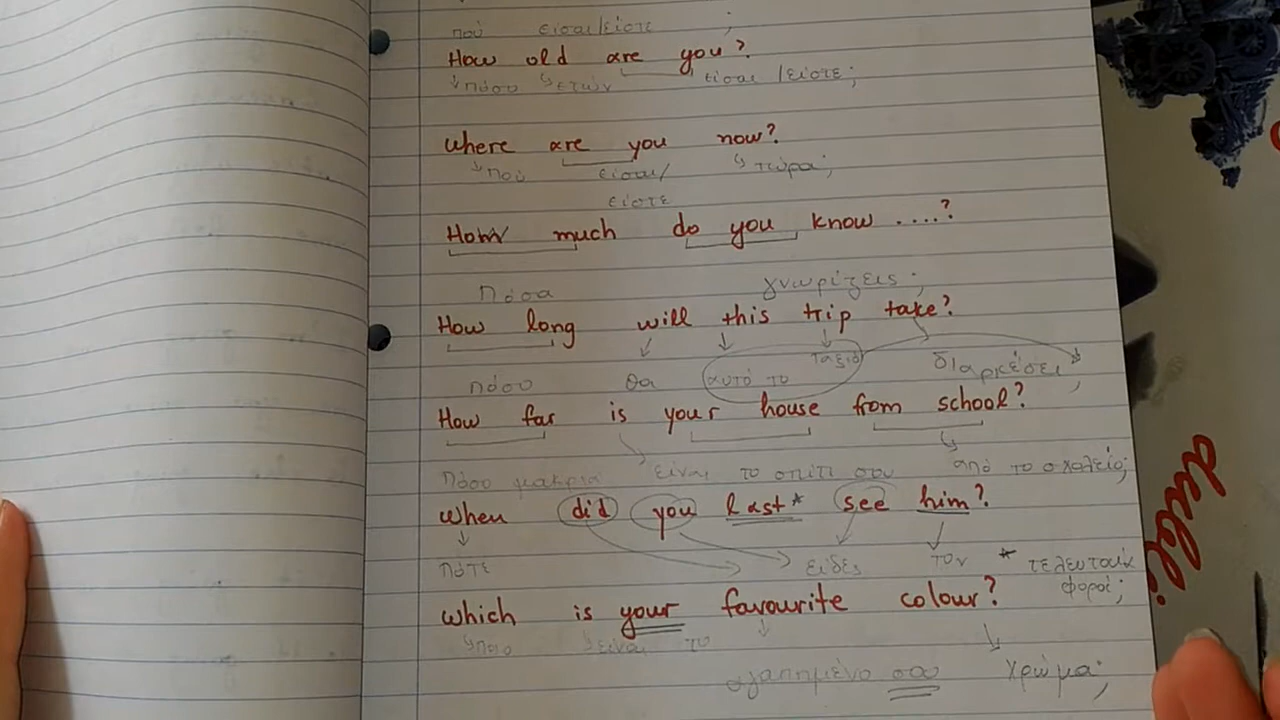 που εισαι/είστε ;
How old are you?
πόσο ετών είσαι /είστε;
where are you now?
Πού είσαι/ τώρα;
είστε
How much do you know ....?
Πόσα γνωρίζεις;
How long will this trip take?
ταξίδι
πόσο θα αυτό το διαρκέσει;
How far is your house from school?
Πόσο μακριά είναι το σπίτι σου από το σχολείο;
when did you last* see him?
πότε είδες τον * τελευταία
φορά;
which is your favourite colour?
ποιο είναι το
αγαπημένο σου χρώμα;